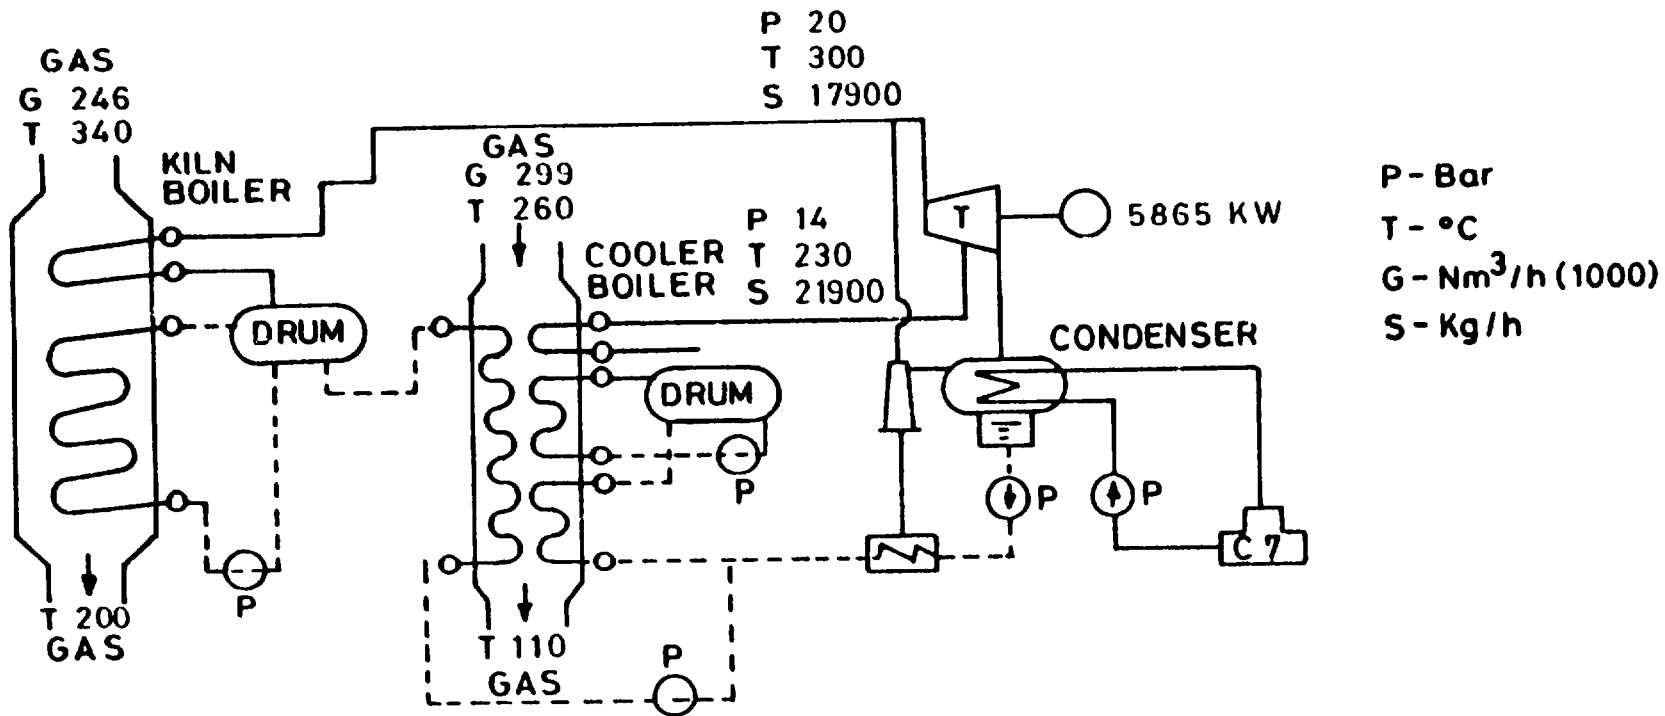 GAS
G 246
T 340
KILN
BOILER
DRUM
P
T 200
GAS
P 20
T 300
S 17900
GAS
G 299
T 260
COOLER
BOILER
P 14
T 230
S 21900
DRUM
P
T 110
GAS
P
T
5865 KW
CONDENSER
P
P
C 7
P - Bar
T - °C
G - Nm³/h (1000)
S - Kg/h